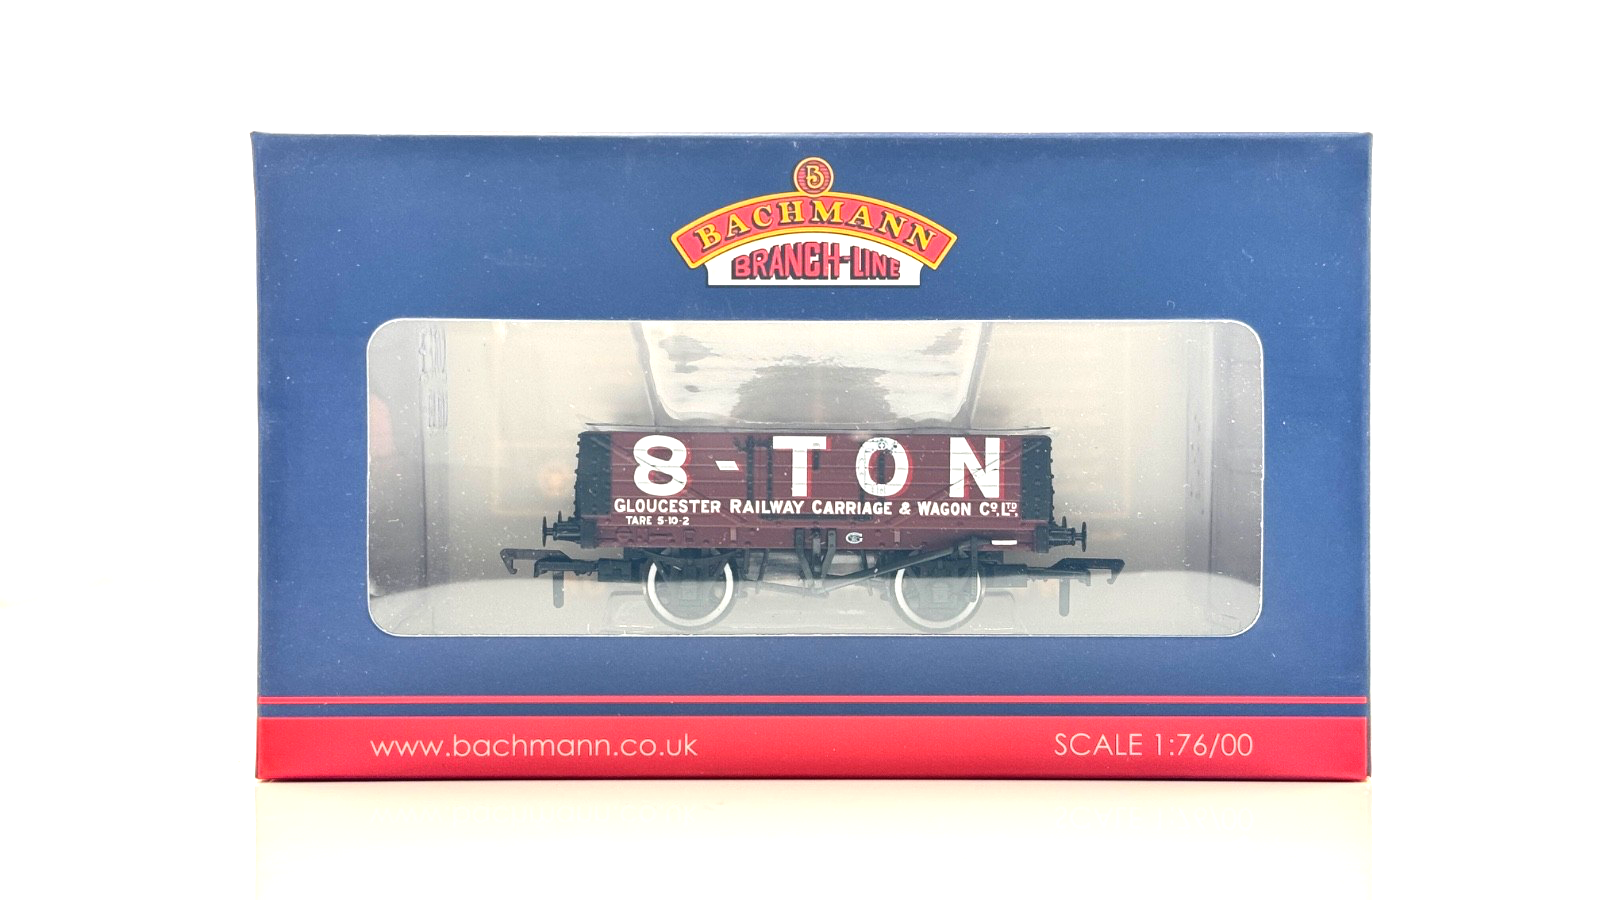 B
BACHMANN
BRANCH-LINE
8-TON
GLOUCESTER RAILWAY CARRIAGE & WAGON CO. LTD.
TARE 5-10-2
G
www.bachmann.co.uk
SCALE 1:76/00